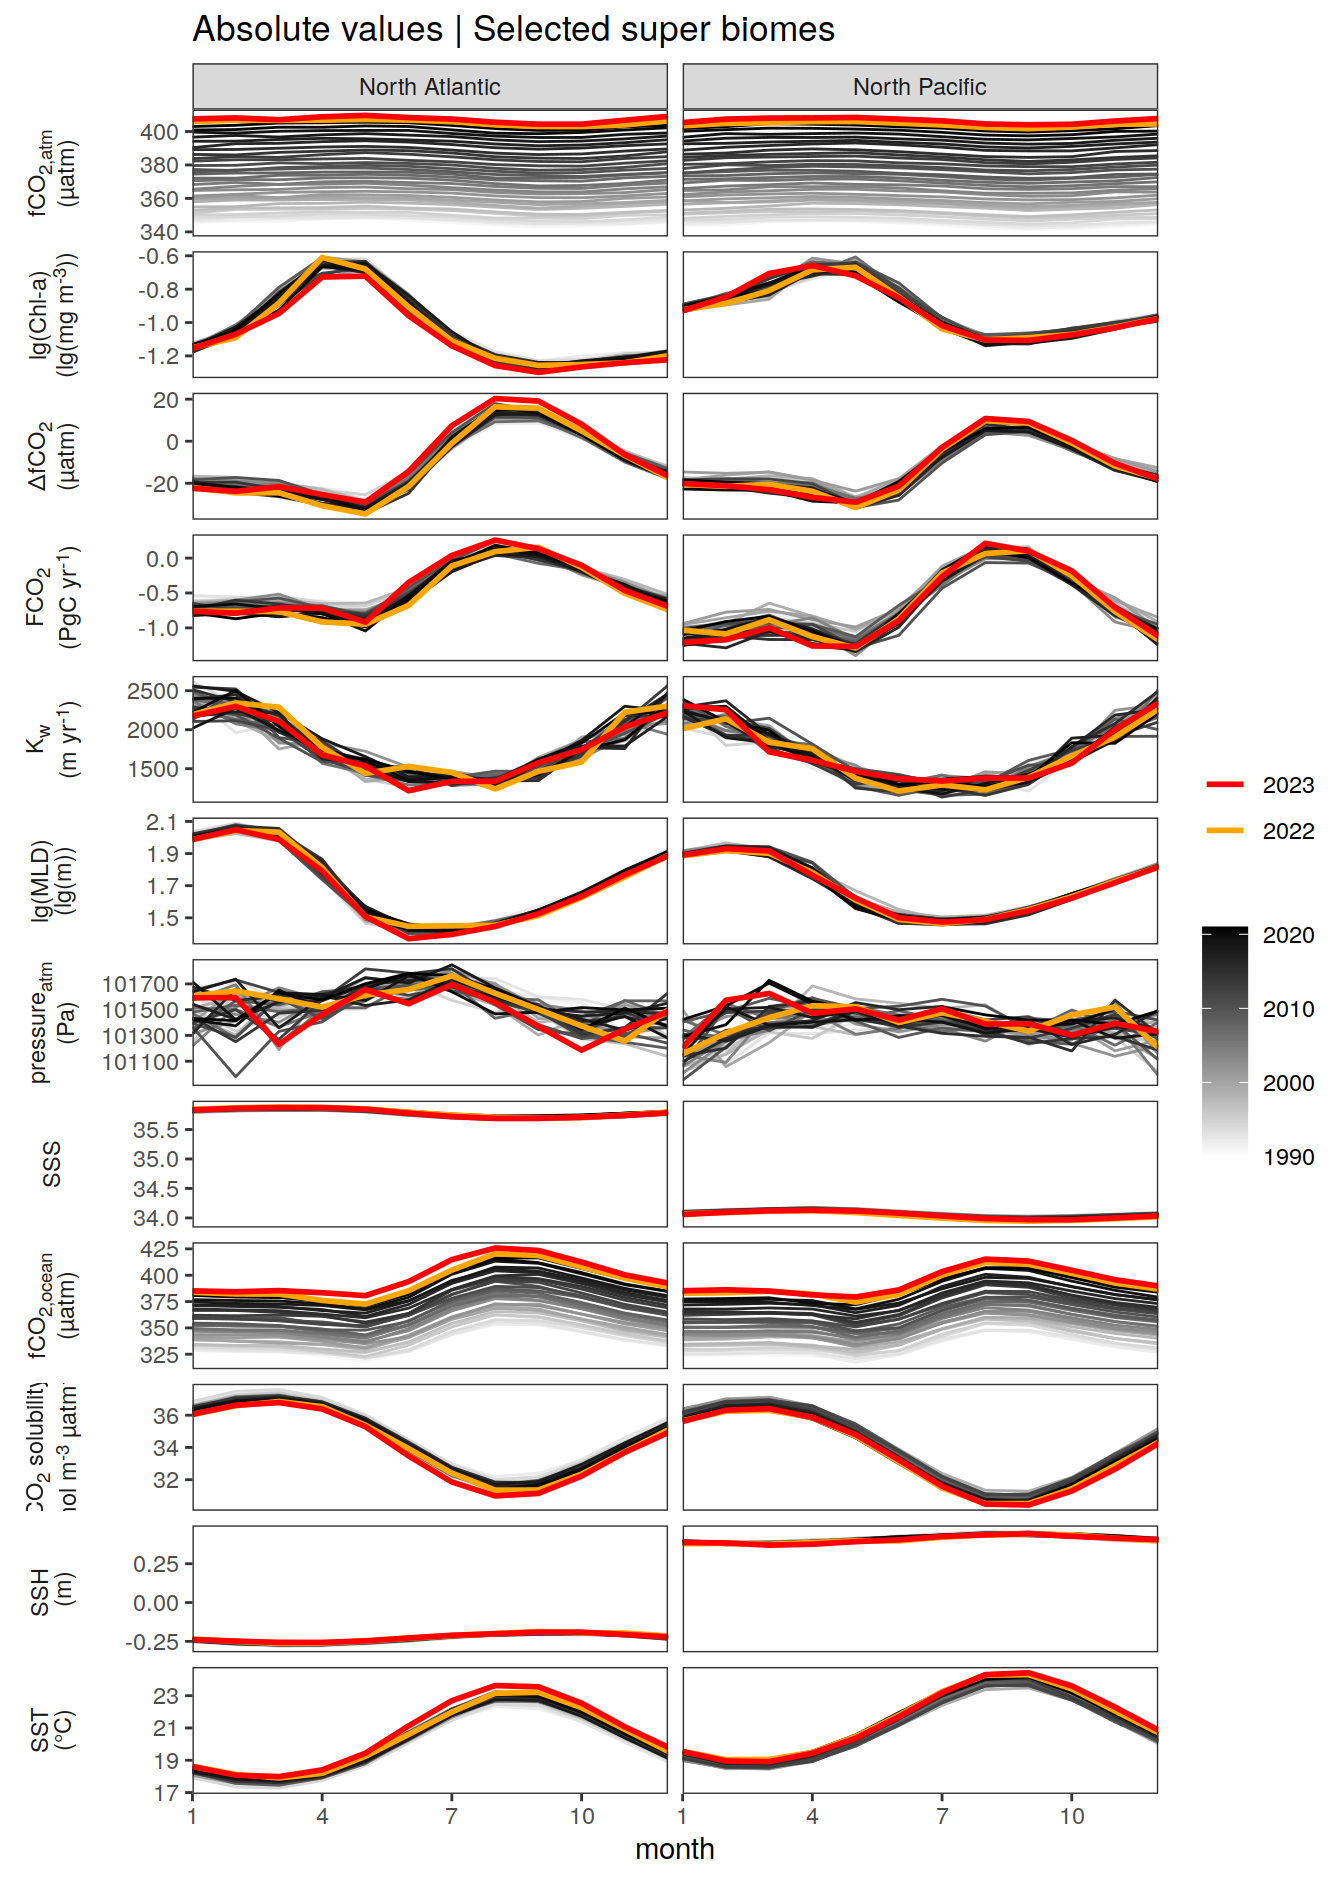 Absolute values | Selected super biomes
North Atlantic
North Pacific
fCO2,atm
(µatm)
400
380
360
340
lg(Chl-a)
(lg(mg m-3))
-0.6
-0.8
-1.0
-1.2
ΔfCO2
(µatm)
20
0
-20
FCO2
(PgC yr-1)
0.0
-0.5
-1.0
Kw
(m yr-1)
2500
2000
1500
lg(MLD)
(lg(m))
2.1
1.9
1.7
1.5
pressureatm
(Pa)
101700
101500
101300
101100
SSS
35.5
35.0
34.5
34.0
fCO2,ocean
(µatm)
425
400
375
350
325
CO2 solubility
ol m-3 µatm-
36
34
32
SSH
(m)
0.25
0.00
-0.25
SST
(°C)
23
21
19
17
1
4
7
10
1
4
7
10
month
2023
2022
2020
2010
2000
1990